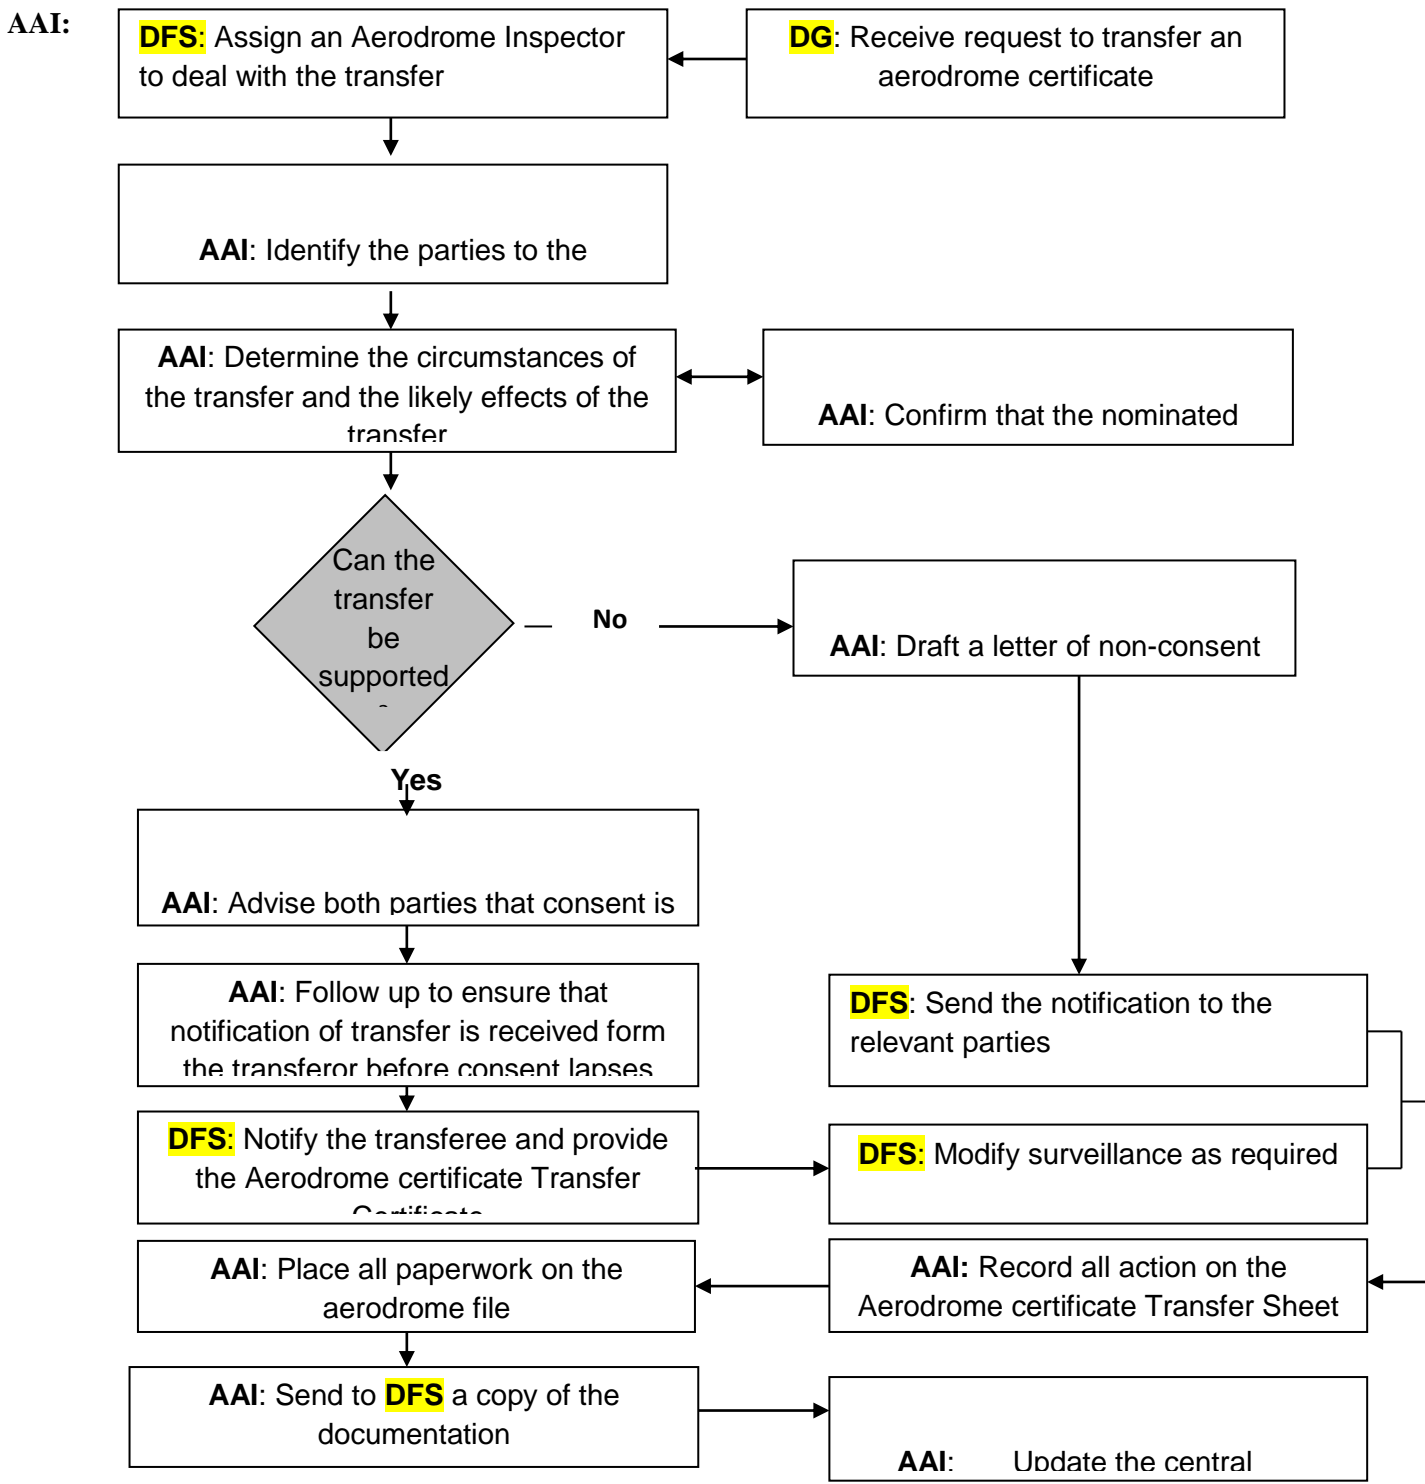 AAI:
DFS: Assign an Aerodrome Inspector
to deal with the transfer
DG: Receive request to transfer an
aerodrome certificate
AAI: Identify the parties to the
AAI: Determine the circumstances of
the transfer and the likely effects of the
transfer
AAI: Confirm that the nominated
Can the
transfer
be
supported
?
No
AAI: Draft a letter of non-consent
Yes
AAI: Advise both parties that consent is
AAI: Follow up to ensure that
notification of transfer is received form
the transferor before consent lapses
DFS: Send the notification to the
relevant parties
DFS: Notify the transferee and provide
the Aerodrome certificate Transfer
Certificate
DFS: Modify surveillance as required
AAI: Place all paperwork on the
aerodrome file
AAI: Record all action on the
Aerodrome certificate Transfer Sheet
AAI: Send to DFS a copy of the
documentation
AAI: Update the central